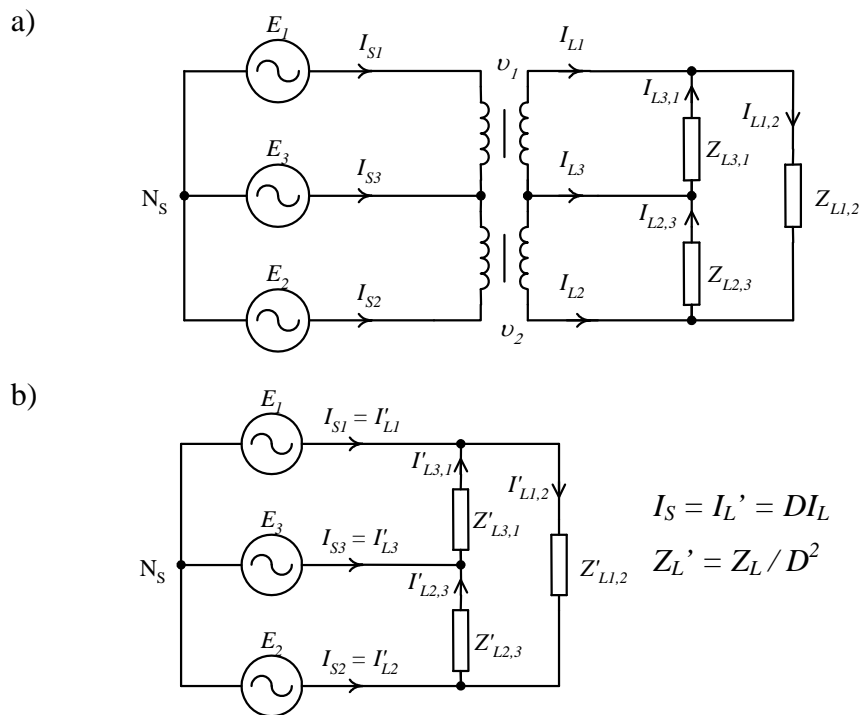 a)
E1
IS1
υ1
IL1
IL3,1
IL1,2
ZL3,1
E3
IS3
NS
IL3
IL2,3
ZL1,2
ZL2,3
E2
IS2
IL2
υ2
b)
E1
IS1 = I'L1
I'L3,1
I'L1,2
Z'L3,1
E3
IS3 = I'L3
NS
I'L2,3
Z'L1,2
Z'L2,3
E2
IS2 = I'L2
IS = IL’ = DIL
ZL’ = ZL / D²